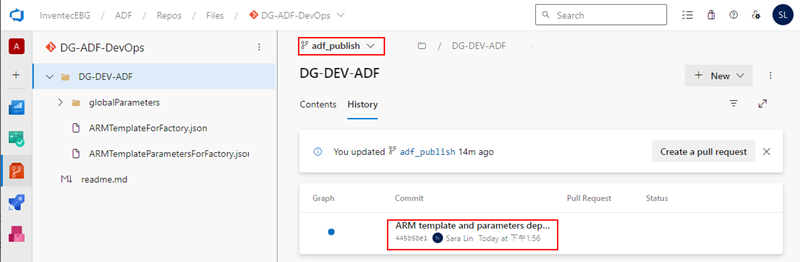 InventecEBG / ADF / Repos / Files / DG-ADF-DevOps
Search
SL
A
DG-ADF-DevOps
DG-DEV-ADF
globalParameters
ARMTemplateForFactory.json
ARMTemplateParametersForFactory.json
readme.md
adf_publish
/ DG-DEV-ADF
DG-DEV-ADF
New
Contents
History
You updated adf_publish 14m ago
Create a pull request
Graph
Commit
Pull Request
Status
ARM template and parameters dep...
445b5be1 SL Sara Lin Today at 下午1:56